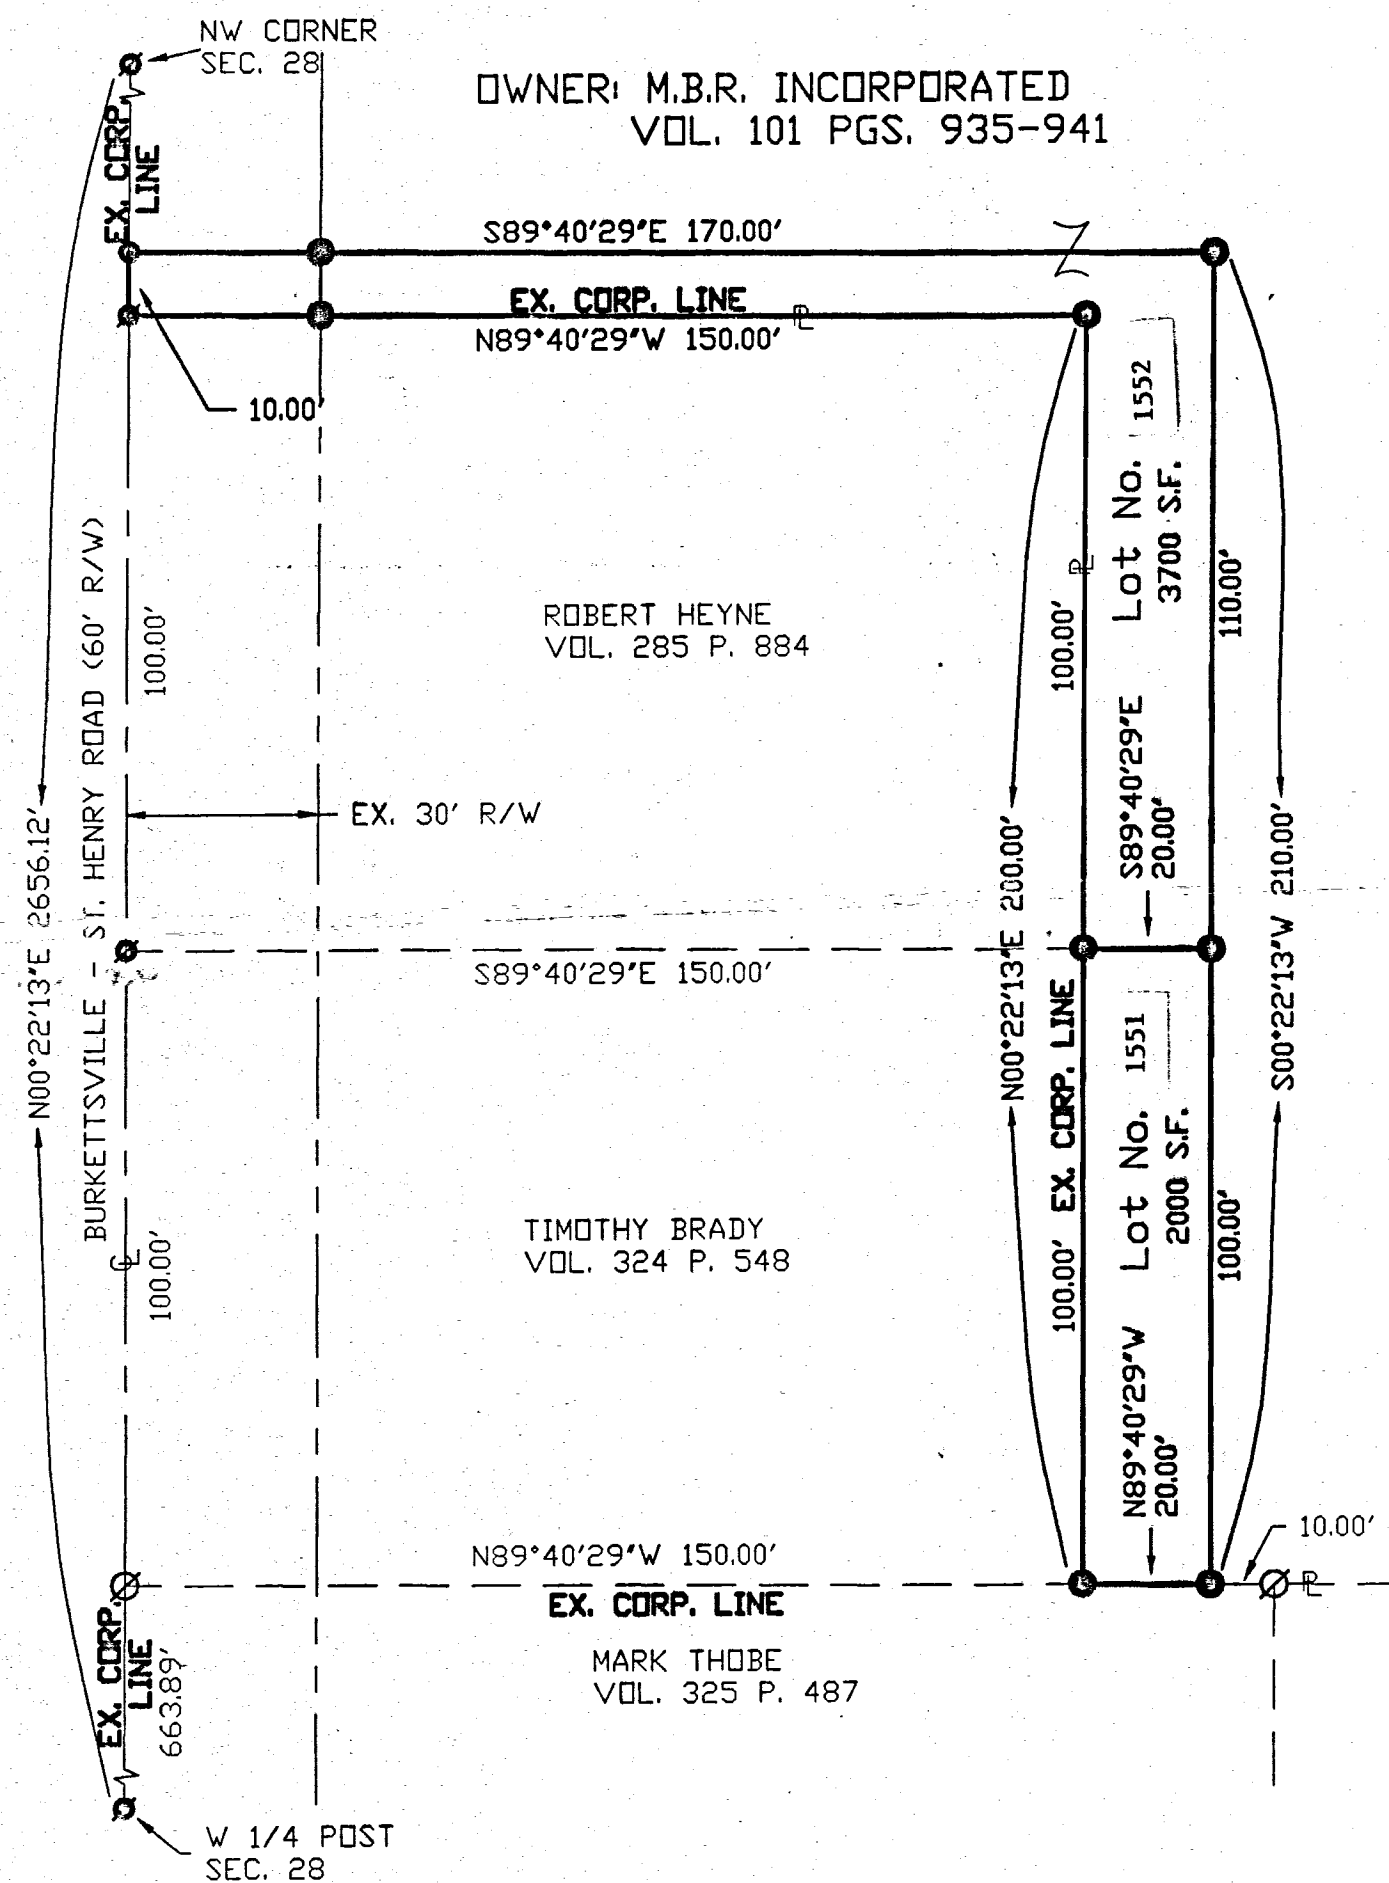 NW CORNER
SEC. 28
OWNER: M.B.R. INCORPORATED
VOL. 101 PGS. 935-941
EX. CORP.
LINE
S89°40'29"E 170.00'
EX. CORP. LINE
PL
N89°40'29"W 150.00'
10.00'
N00°22'13"E 2656.12'
BURKETTSVILLE - ST. HENRY ROAD (60' R/W)
100.00'
ROBERT HEYNE
VOL. 285 P. 884
EX. 30' R/W
PL
100.00'
Lot No. 1552
3700 S.F.
110.00'
S89°40'29"E
20.00'
N00°22'13"E 200.00'
S00°22'13"W 210.00'
S89°40'29"E 150.00'
CL
100.00'
TIMOTHY BRADY
VOL. 324 P. 548
100.00' EX. CORP. LINE
Lot No. 1551
2000 S.F.
100.00'
N89°40'29"W
20.00'
10.00'
PL
N89°40'29"W 150.00'
EX. CORP. LINE
EX. CORP.
LINE
663.89'
MARK THOBE
VOL. 325 P. 487
W 1/4 POST
SEC. 28